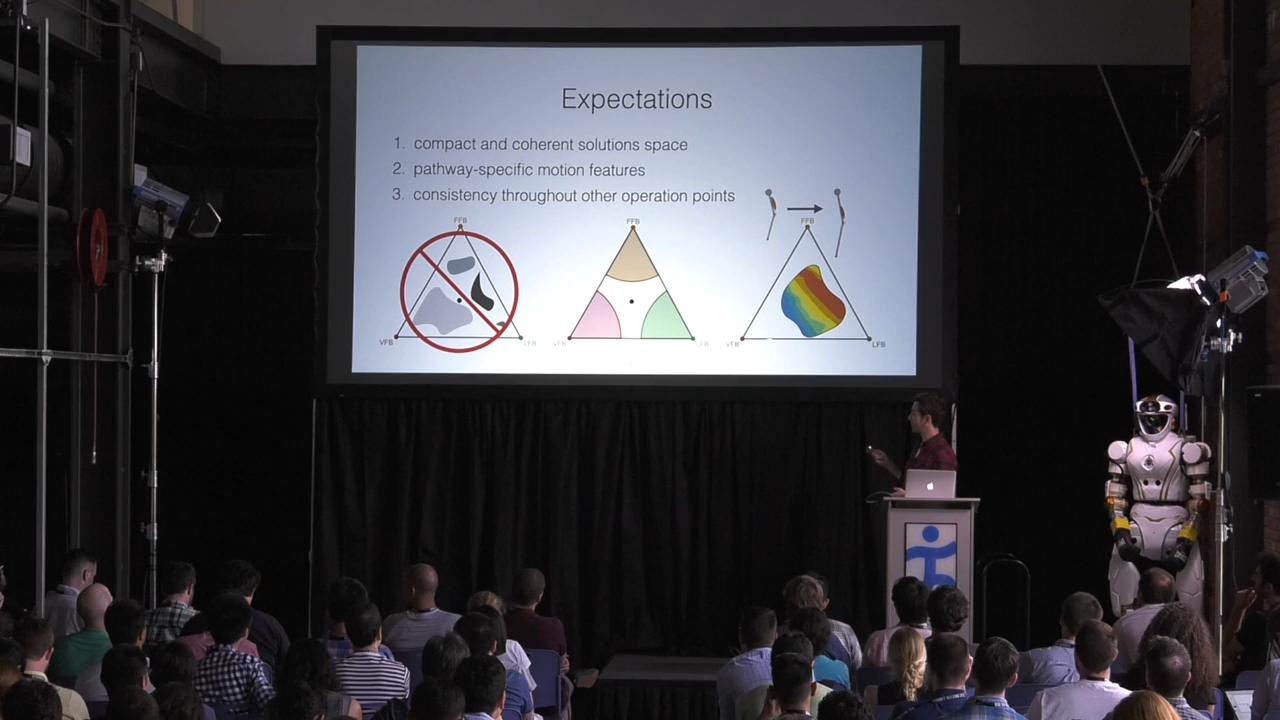 Expectations
1. compact and coherent solutions space
2. pathway-specific motion features
3. consistency throughout other operation points
FFB FFB FFB
VFB LFB VFB LFB VFB LFB